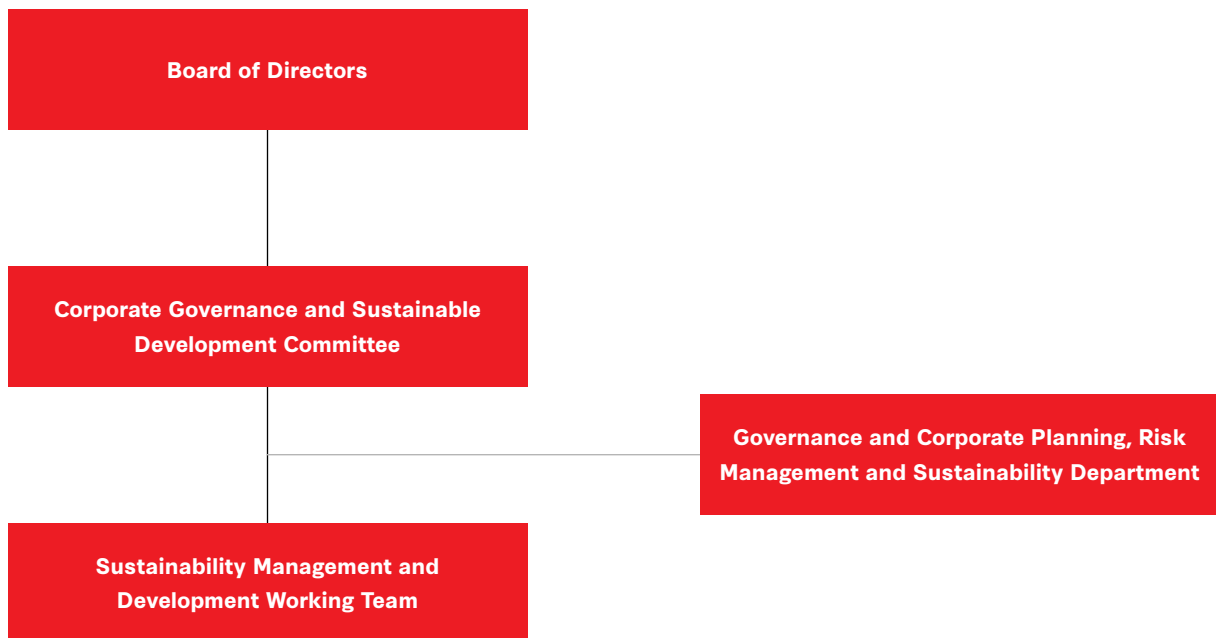 Board of Directors
Corporate Governance and Sustainable
Development Committee
Governance and Corporate Planning, Risk
Management and Sustainability Department
Sustainability Management and
Development Working Team